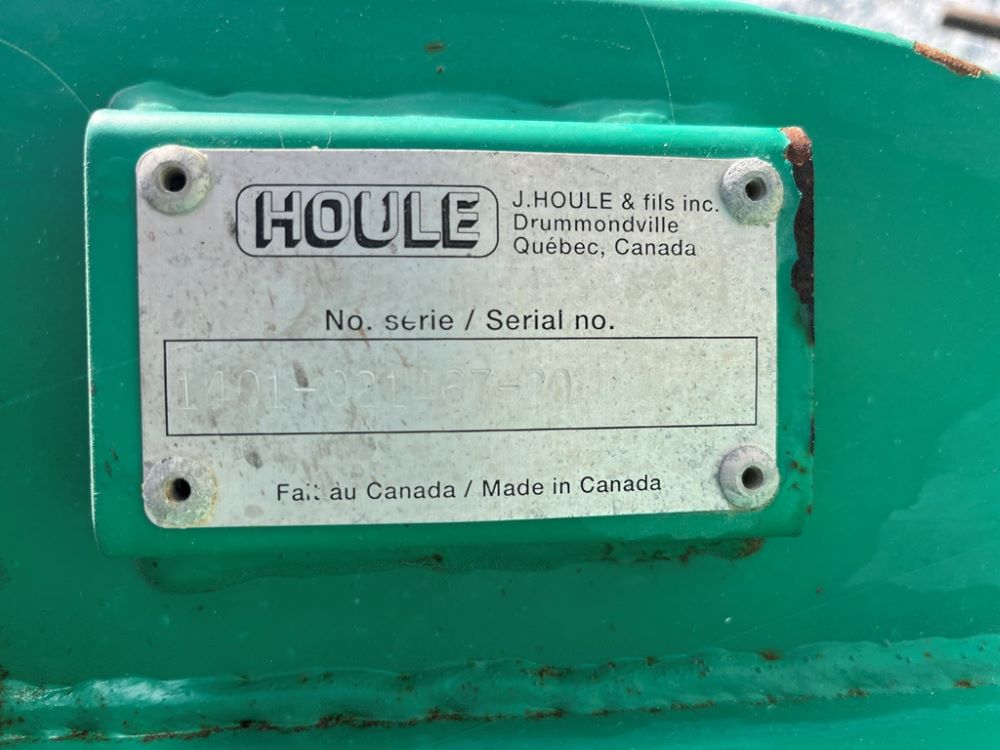 HOULE
J.HOULE & fils inc.
Drummondville
Québec, Canada
No. serie / Serial no.
Fait au Canada / Made in Canada